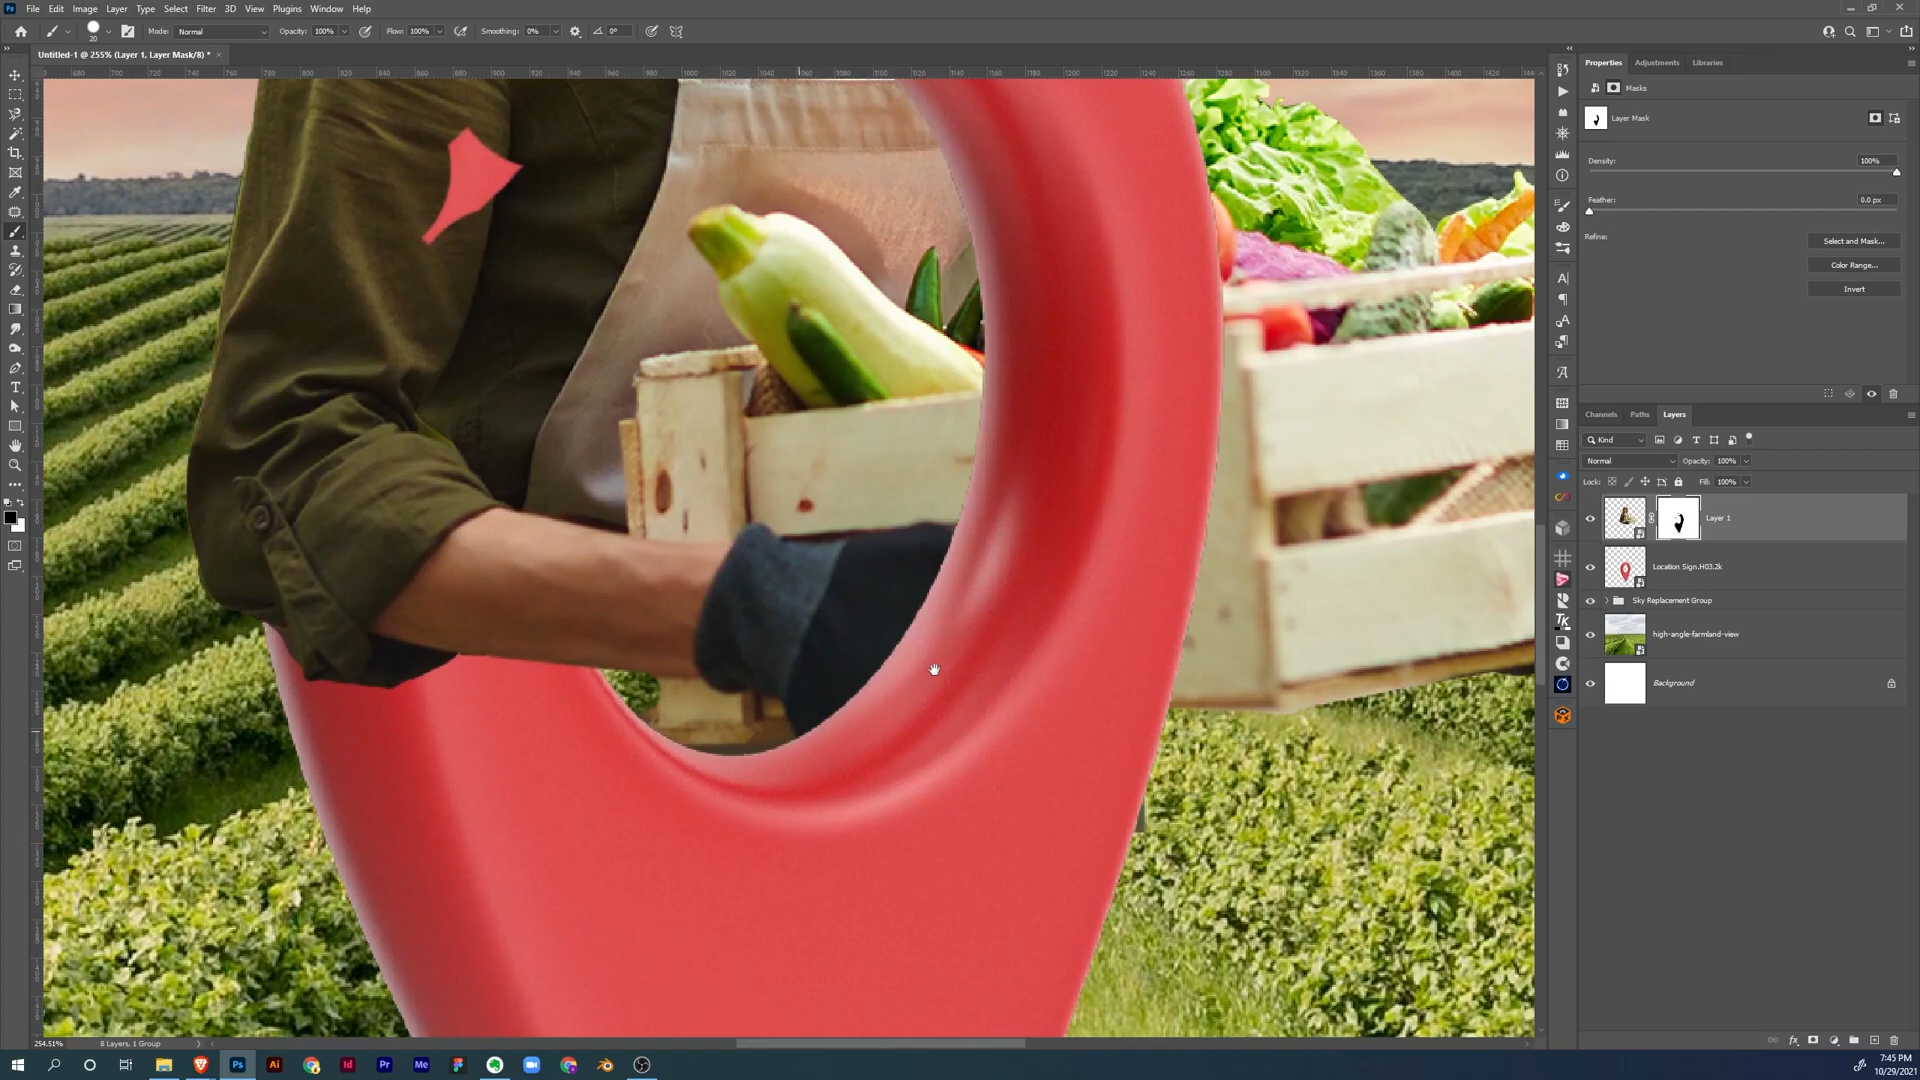 File Edit Image Layer Type Select Filter 3D View Plugins Window Help
20 Mode: Normal Opacity: 100% Flow: 100% Smoothing: 0% 0°
Untitled-1 @ 255% (Layer 1, Layer Mask/8) *
Properties Adjustments Libraries
Masks
Layer Mask
Density: 100%
Feather: 0.0 px
Refine: Select and Mask...
Color Range...
Invert
Channels Paths Layers
Kind
Normal Opacity: 100%
Lock: Fill: 100%
Layer 1
Location Sign.H03.2k
Sky Replacement Group
high-angle-farmland-view
Background
254.51% 8 Layers, 1 Group
7:45 PM
10/29/2021